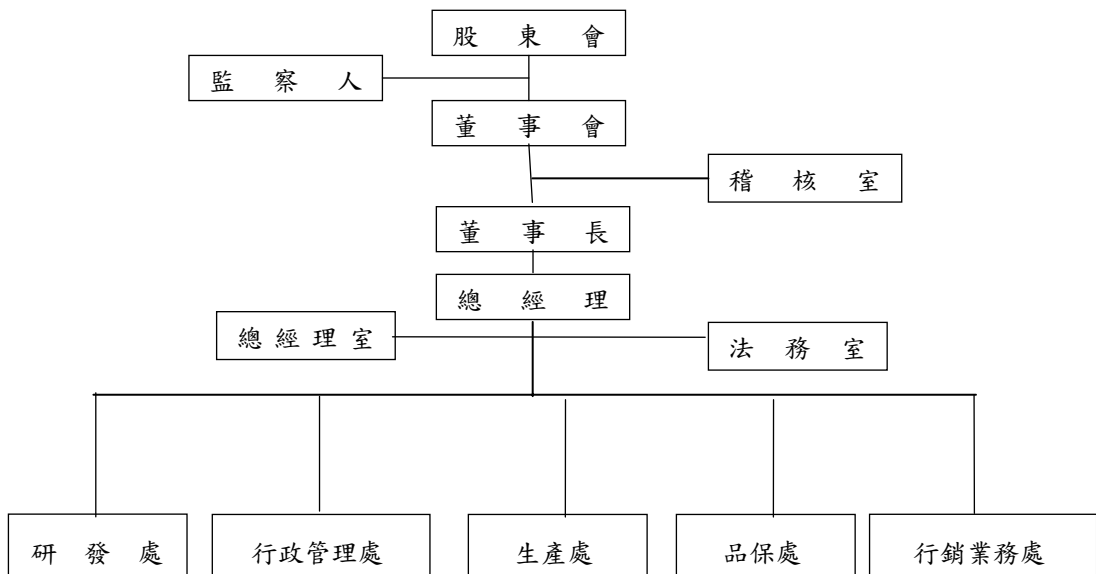 股東會
監察人
董事會
稽核室
董事長
總經理
總經理室
法務室
研發處
行政管理處
生產處
品保處
行銷業務處